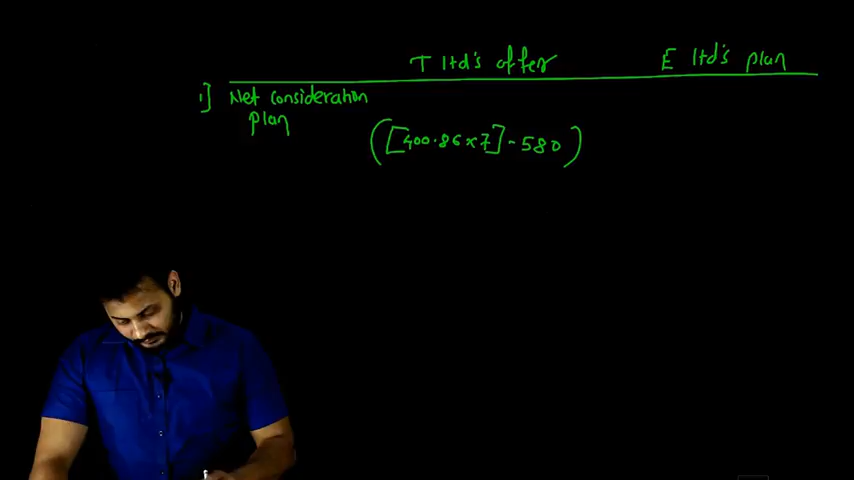 T ltd's offer E ltd's plan
1] Net consideration
plan
([400.86 x 7] - 580)